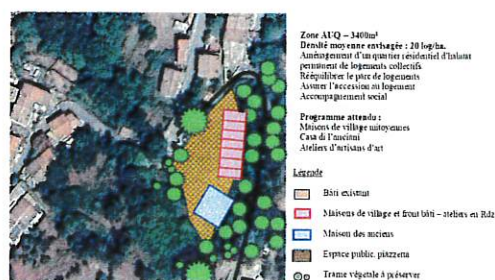 Zone AUQ – 3400m²
Densité moyenne envisagée : 20 log/ha.
Aménagement d'un quartier résidentiel d'habitat
permanent de logements collectifs
Rééquilibrer le parc de logements
Assurer l'accession au logement
Accompagnement social
Programme attendu :
Maisons de village mitoyennes
Casa di l'anciani
Ateliers d'artisans d'art
Légende
Bâti existant
Maisons de village et front bâti – ateliers en Rdz
Maison des anciens
Espace public, piazzetta
Trame végétale à préserver